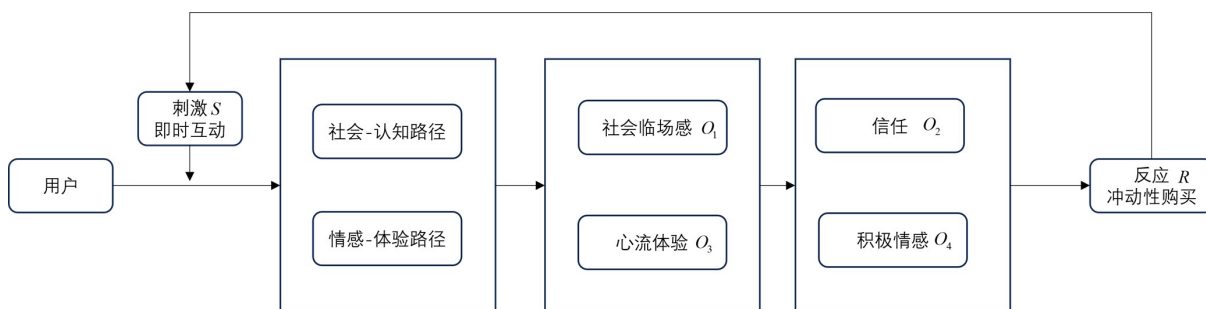 刺激 S
即时互动
用户
社会-认知路径
情感-体验路径
社会临场感 O₁
心流体验 O₃
信任 O₂
积极情感 O₄
反应 R
冲动性购买